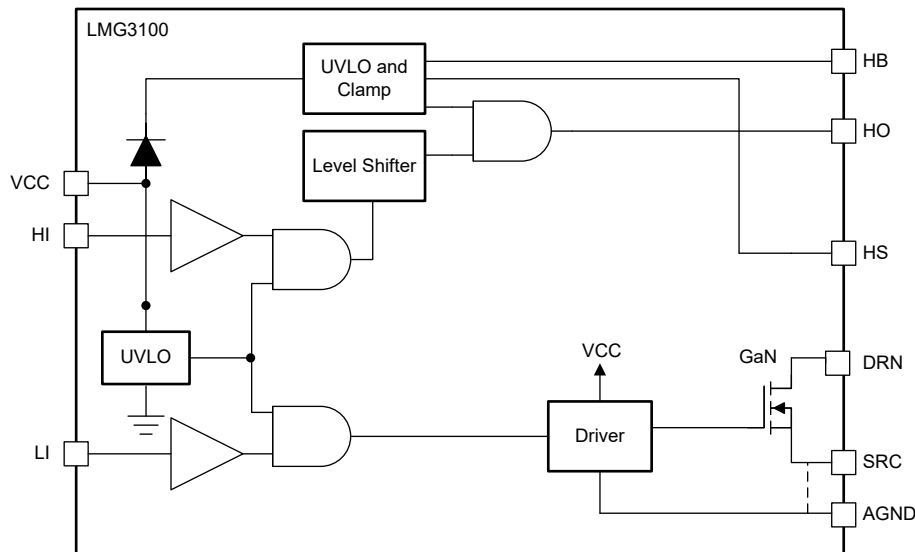 LMG3100
UVLO and
Clamp
HB
HO
Level Shifter
VCC
HI
HS
UVLO
VCC
GaN
DRN
Driver
LI
SRC
AGND